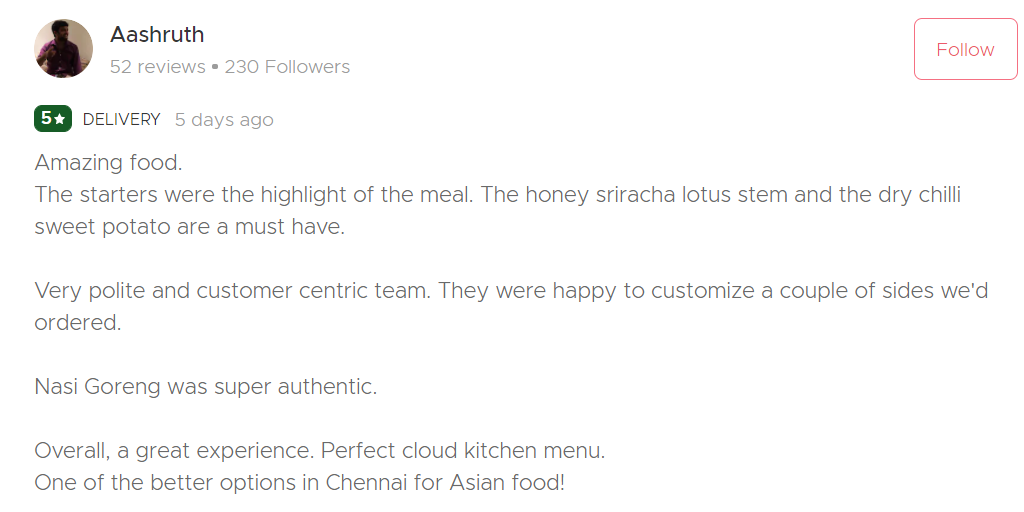 Aashruth
52 reviews • 230 Followers
Follow
5★ DELIVERY 5 days ago
Amazing food.
The starters were the highlight of the meal. The honey sriracha lotus stem and the dry chilli
sweet potato are a must have.
Very polite and customer centric team. They were happy to customize a couple of sides we'd
ordered.
Nasi Goreng was super authentic.
Overall, a great experience. Perfect cloud kitchen menu.
One of the better options in Chennai for Asian food!